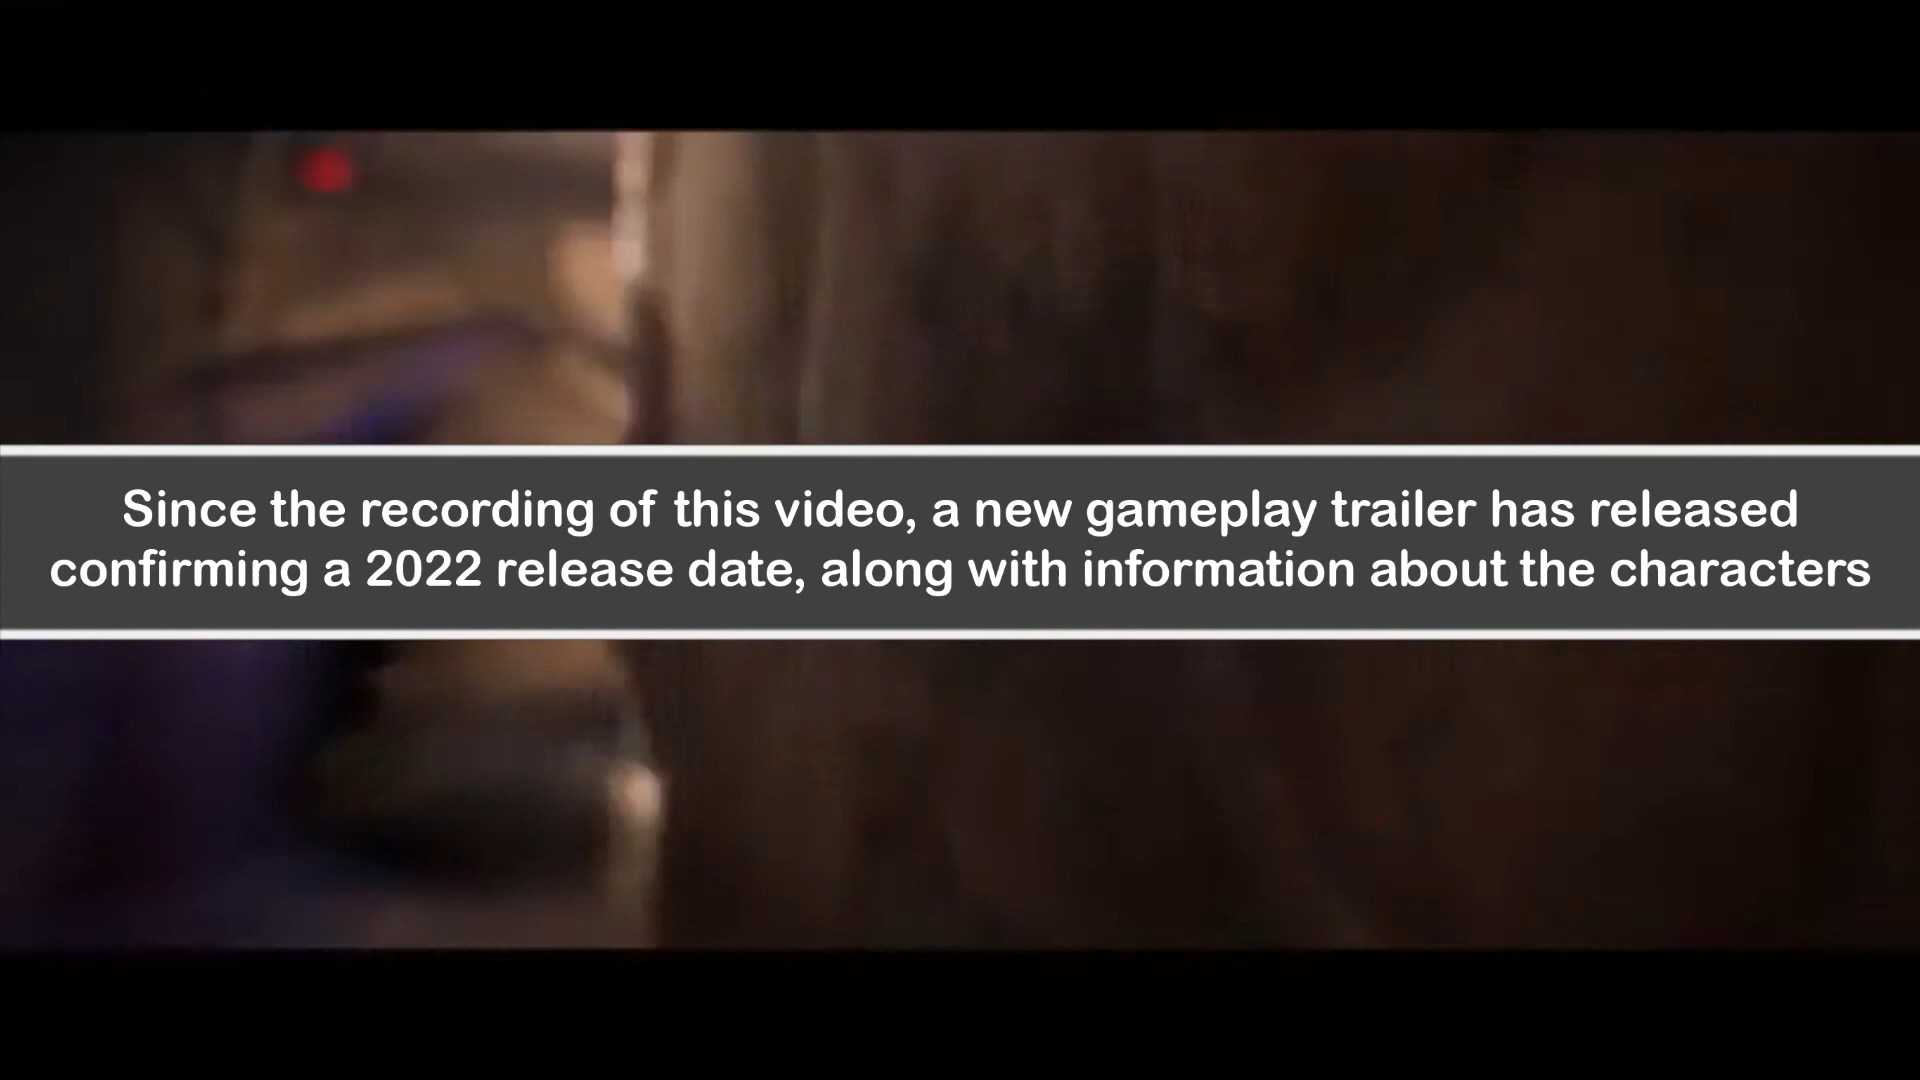 Since the recording of this video, a new gameplay trailer has released
confirming a 2022 release date, along with information about the characters